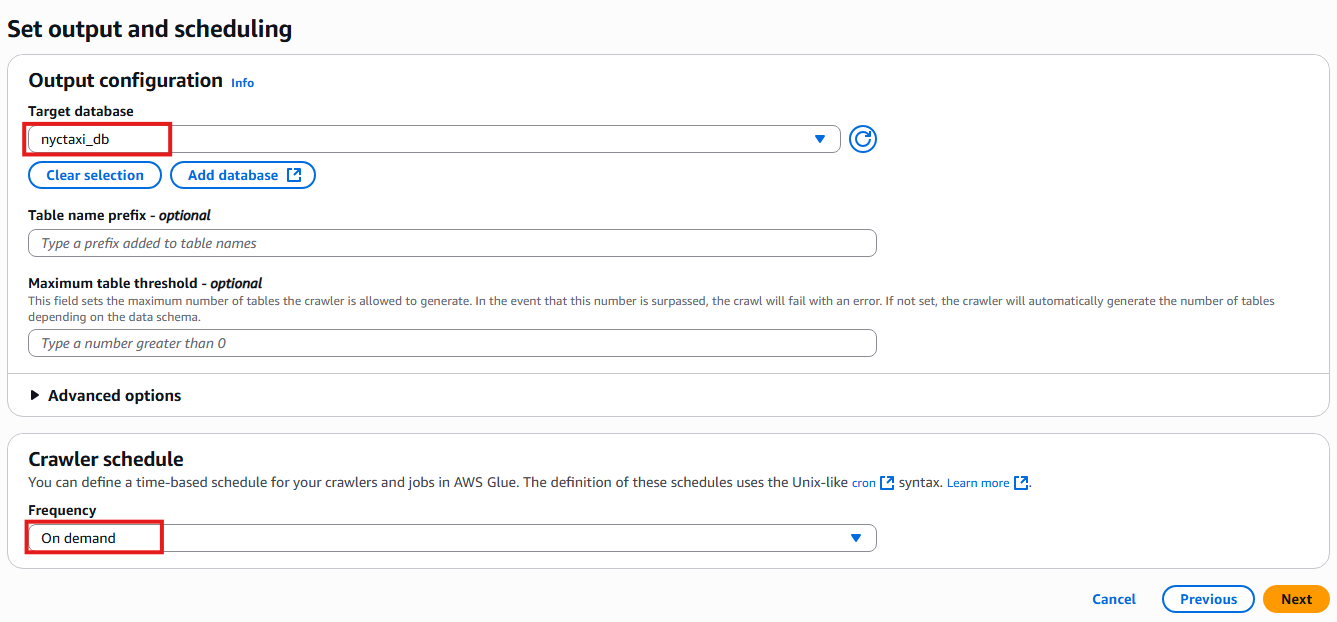 Set output and scheduling
Output configuration Info
Target database
nyctaxi_db
Clear selection Add database
Table name prefix - optional
Type a prefix added to table names
Maximum table threshold - optional
This field sets the maximum number of tables the crawler is allowed to generate. In the event that this number is surpassed, the crawl will fail with an error. If not set, the crawler will automatically generate the number of tables
depending on the data schema.
Type a number greater than 0
Advanced options
Crawler schedule
You can define a time-based schedule for your crawlers and jobs in AWS Glue. The definition of these schedules uses the Unix-like cron syntax. Learn more.
Frequency
On demand
Cancel Previous Next